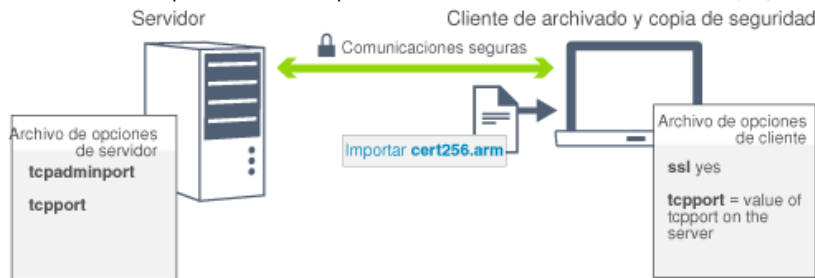 Servidor
Cliente de archivado y copia de seguridad
Comunicaciones seguras
Archivo de opciones
de servidor
tcpadminport
tcpport
Importar cert256.arm
Archivo de opciones
de cliente
ssl yes
tcpport = value of
tcpport on the
server